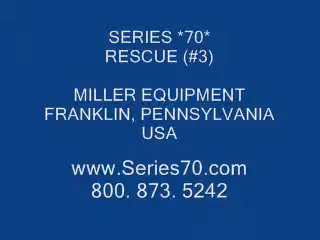 SERIES *70*
RESCUE (#3)
MILLER EQUIPMENT
FRANKLIN, PENNSYLVANIA
USA
www.Series70.com
800. 873. 5242